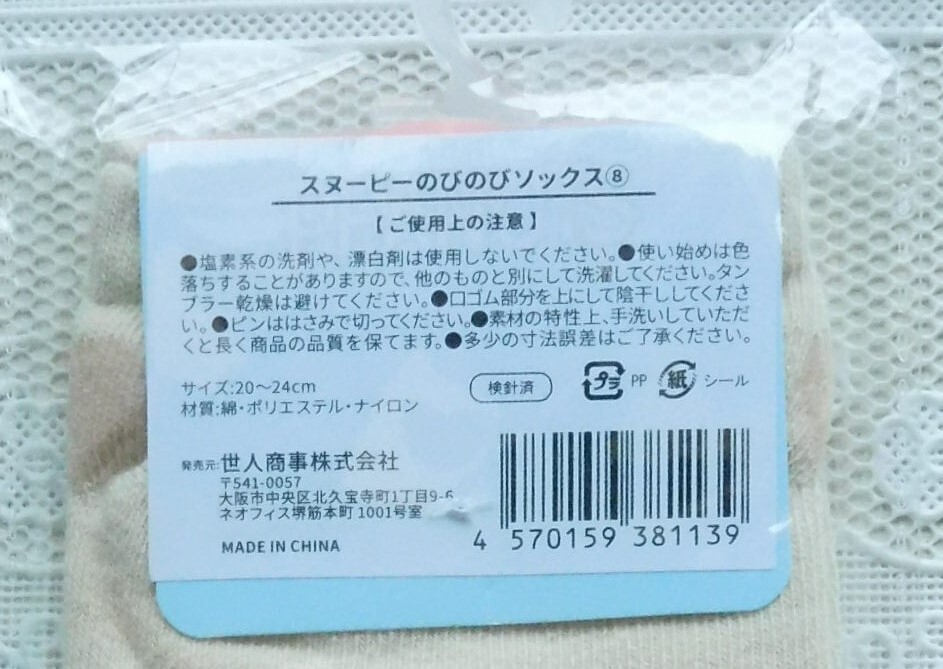 スヌーピーのびのびソックス⑧
【ご使用上の注意】
●塩素系の洗剤や、漂白剤は使用しないでください。●使い始めは色
落ちすることがありますので、他のものと別にして洗濯してください。タン
ブラー乾燥は避けてください。●口ゴム部分を上にして陰干ししてくださ
い。●ピンははさみで切ってください。●素材の特性上、手洗いしていただ
くと長く商品の品質を保てます。●多少の寸法誤差はご了承ください。
サイズ:20～24cm
材質:綿・ポリエステル・ナイロン
検針済
プラ PP 紙 シール
発売元:世人商事株式会社
〒541-0057
大阪市中央区北久宝寺町1丁目9-6
ネオフィス堺筋本町 1001号室
MADE IN CHINA
4 570159 381139